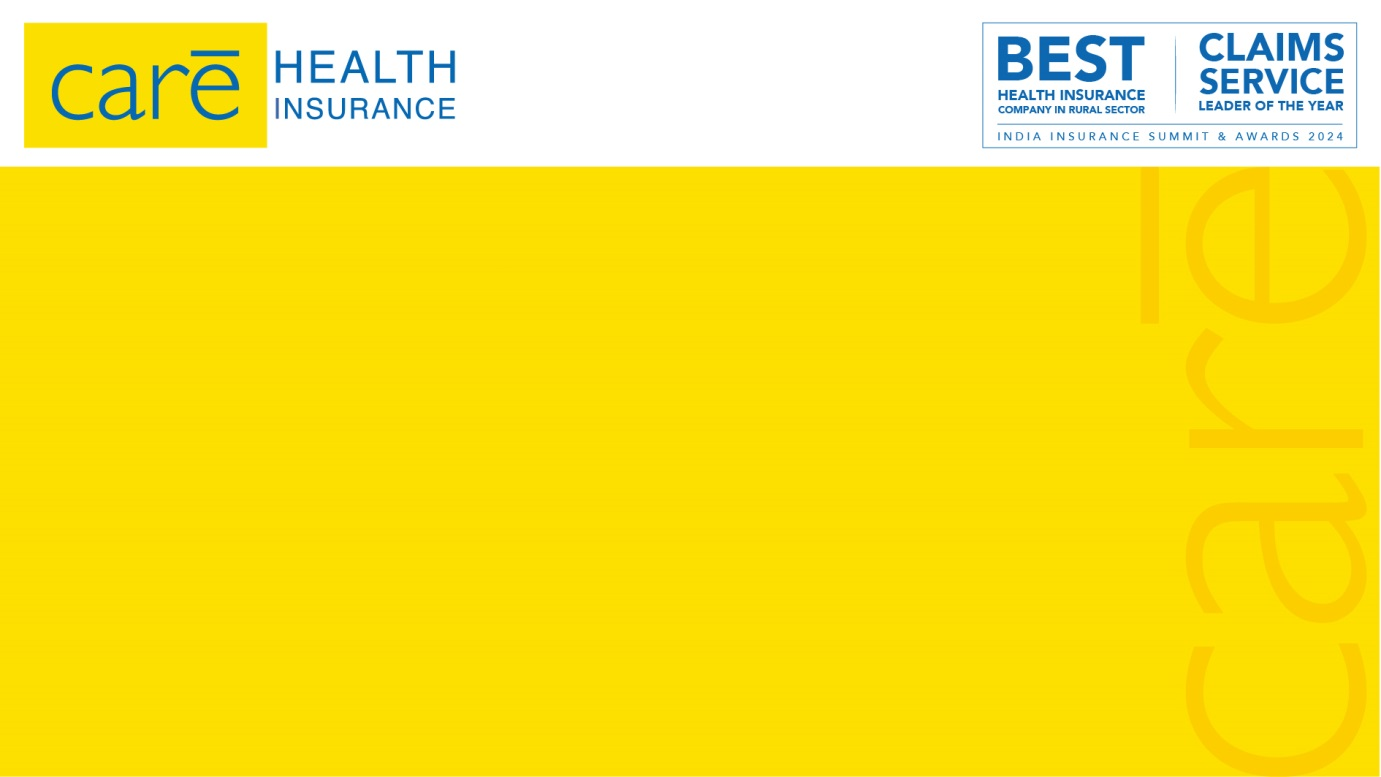 carē HEALTH
INSURANCE
BEST
HEALTH INSURANCE
COMPANY IN RURAL SECTOR
CLAIMS
SERVICE
LEADER OF THE YEAR
INDIA INSURANCE SUMMIT & AWARDS 2024
carē